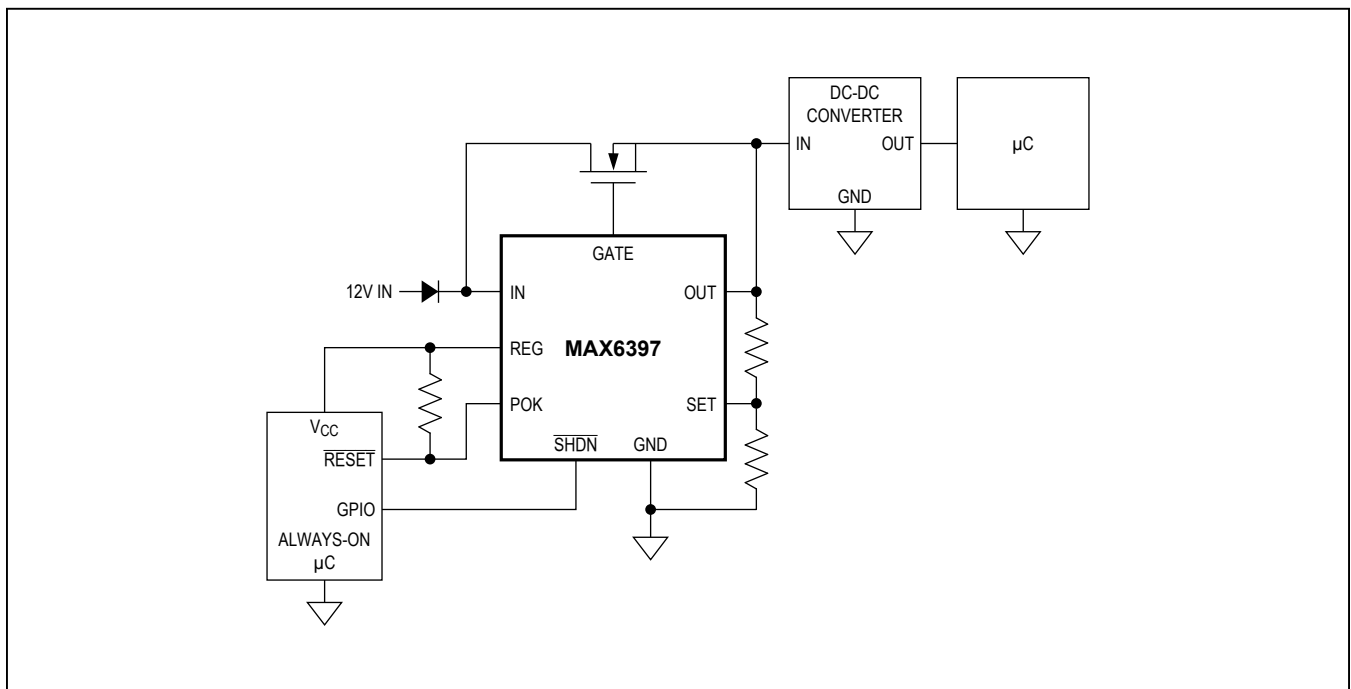 DC-DC
CONVERTER
IN
OUT
GND
µC
GATE
12V IN
IN
OUT
REG
MAX6397
POK
SET
SHDN
GND
VCC
RESET
GPIO
ALWAYS-ON
µC